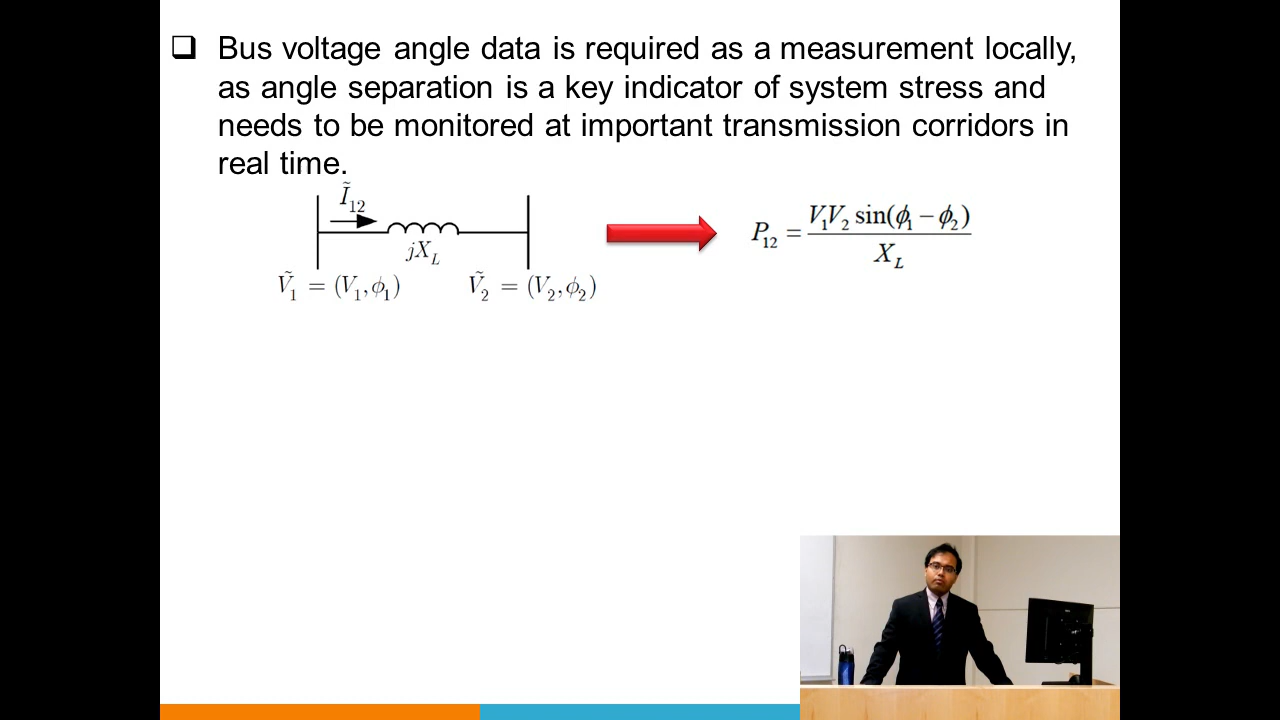 ❑ Bus voltage angle data is required as a measurement locally,
as angle separation is a key indicator of system stress and
needs to be monitored at important transmission corridors in
real time.
Ĩ₁₂
jX_L
Ṽ₁ = (V₁,ϕ₁)
Ṽ₂ = (V₂,ϕ₂)
P₁₂ = V₁V₂ sin(ϕ₁ − ϕ₂) / X_L